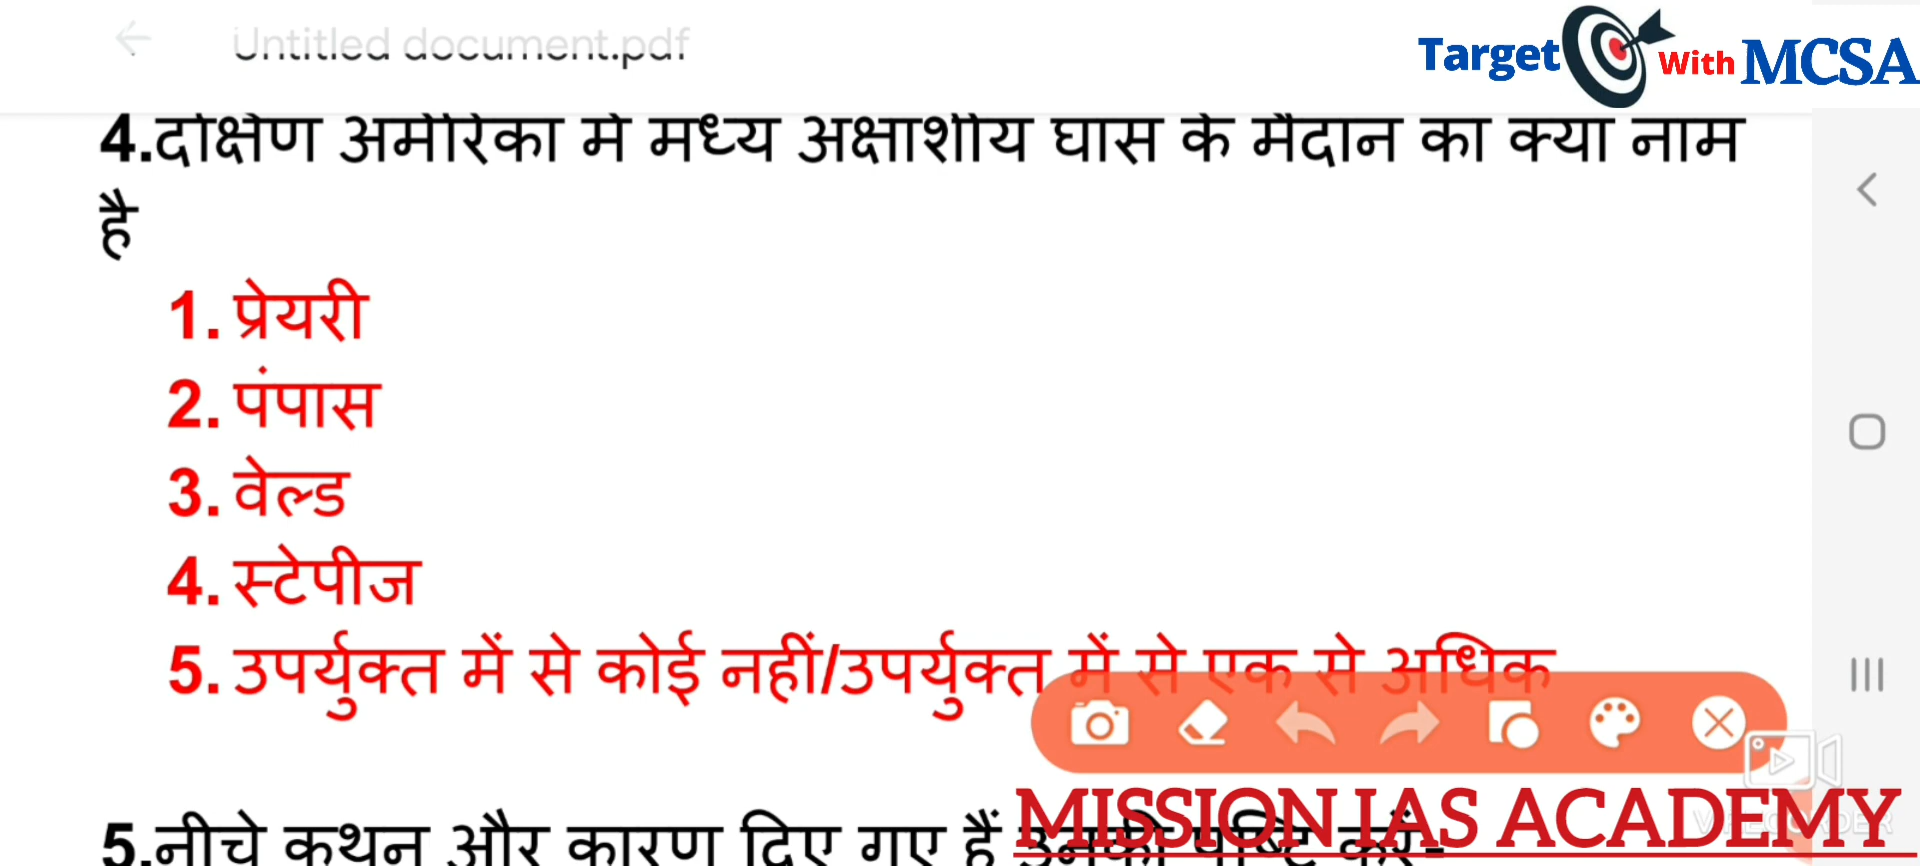 Untitled document.pdf
Target With MCSA
4.दक्षिण अमेरिका में मध्य अक्षांशीय घास के मैदान का क्या नाम
है
1. प्रेयरी
2. पंपास
3. वेल्ड
4. स्टेपीज
5. उपर्युक्त में से कोई नहीं/उपर्युक्त में से एक से अधिक
5.नीचे कथन और कारण दिए गए हैं
MISSION IAS ACADEMY